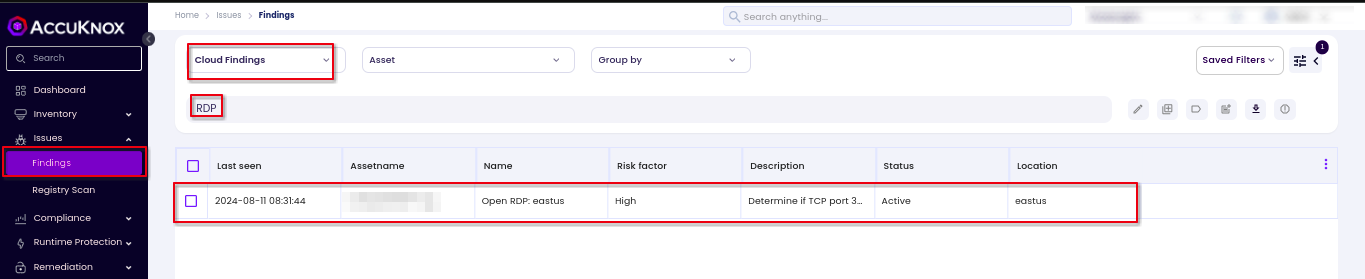 Home > Issues > Findings
Search anything...
ACCUKNOX
Search
Dashboard
Inventory
Issues
Findings
Registry Scan
Compliance
Runtime Protection
Remediation
Cloud Findings
Asset
Group by
Saved Filters
1
RDP
Last seen Assetname Name Risk factor Description Status Location
2024-08-11 08:31:44 Open RDP: eastus High Determine if TCP port 3... Active eastus